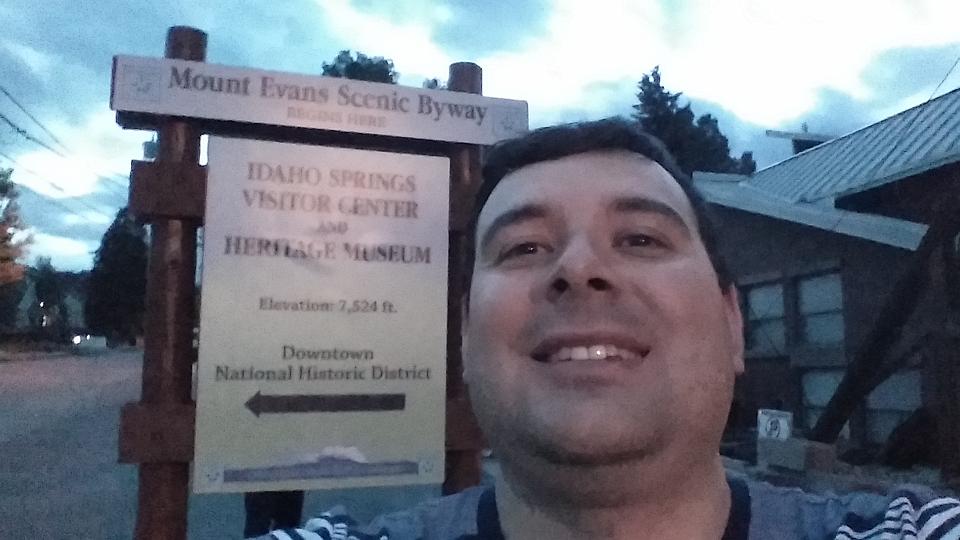 Mount Evans Scenic Byway
BEGINS HERE
IDAHO SPRINGS
VISITOR CENTER
AND
HERITAGE MUSEUM
Elevation: 7,524 ft.
Downtown
National Historic District